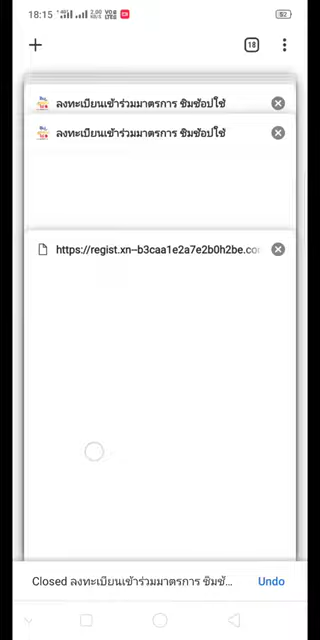 18:15
18
ลงทะเบียนเข้าร่วมมาตรการ ชิมช้อปใช้
ลงทะเบียนเข้าร่วมมาตรการ ชิมช้อปใช้
https://regist.xn--b3caa1e2a7e2b0h2be.co
Closed ลงทะเบียนเข้าร่วมมาตรการ ชิมช้... Undo